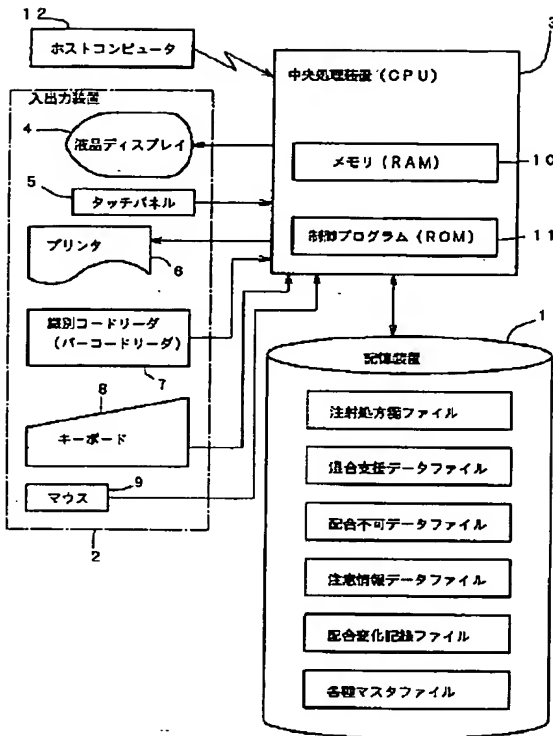 12
ホストコンピュータ
3
中央処理装置(CPU)
入出力装置
4
液晶ディスプレイ
メモリ(RAM)
10
5
タッチパネル
制御プログラム(ROM)
11
プリンタ
6
1
識別コードリーダ
(バーコードリーダ)
7
記憶装置
注射処方箋ファイル
8
キーボード
混合支援データファイル
マウス
9
配合不可データファイル
2
注意情報データファイル
配合変化記録ファイル
各種マスタファイル